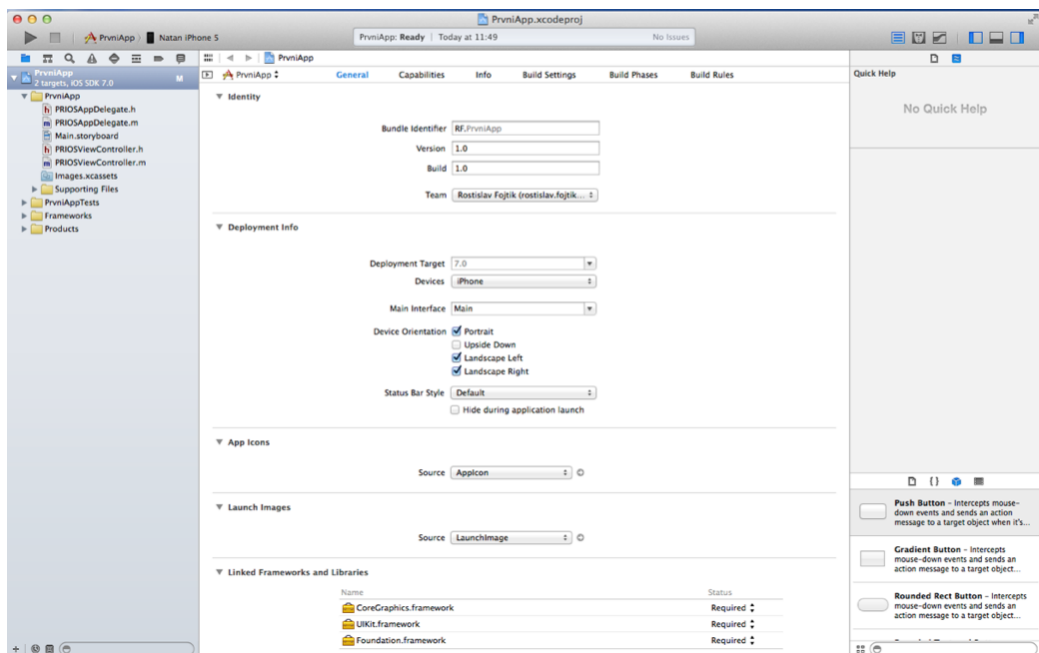 PrvniApp.xcodeproj
PrvniApp
Natan iPhone 5
PrvniApp: Ready | Today at 11:49
No Issues
PrvniApp
PrvniApp
2 targets, iOS SDK 7.0
M
PrvniApp
PRIOSAppDelegate.h
PRIOSAppDelegate.m
Main.storyboard
PRIOSViewController.h
PRIOSViewController.m
Images.xcassets
Supporting Files
PrvniAppTests
Frameworks
Products
PrvniApp
General
Capabilities
Info
Build Settings
Build Phases
Build Rules
Identity
Bundle Identifier RF.PrvniApp
Version 1.0
Build 1.0
Team Rostislav Fojtik (rostislav.fojtik...
Deployment Info
Deployment Target 7.0
Devices iPhone
Main Interface Main
Device Orientation Portrait
Upside Down
Landscape Left
Landscape Right
Status Bar Style Default
Hide during application launch
App Icons
Source AppIcon
Launch Images
Source LaunchImage
Linked Frameworks and Libraries
Name Status
CoreGraphics.framework Required
UIKit.framework Required
Foundation.framework Required
Quick Help
No Quick Help
Push Button - Intercepts mouse-
down events and sends an action
message to a target object when it's...
Gradient Button - Intercepts
mouse-down events and sends an
action message to a target object...
Rounded Rect Button - Intercepts
mouse-down events and sends an
action message to a target object...